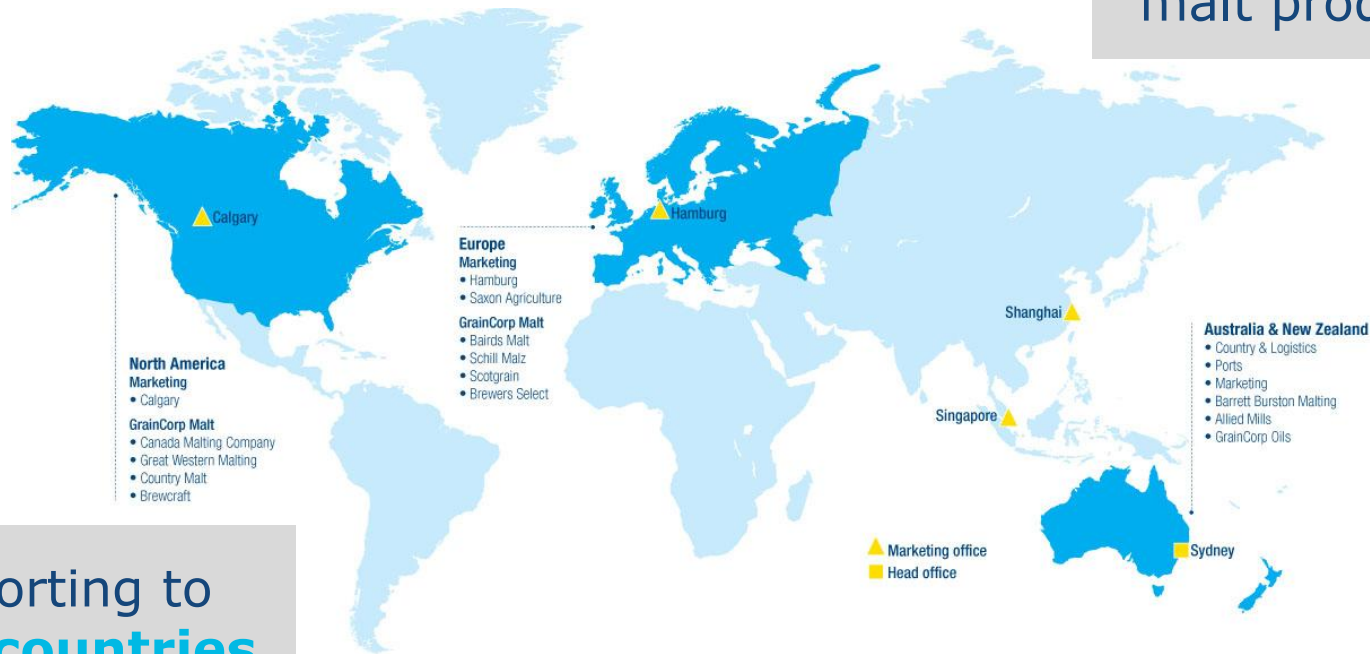 malt
Calgary
Hamburg
Europe
Marketing
• Hamburg
• Saxon Agriculture
GrainCorp Malt
• Bairds Malt
• Schill Malz
• Scotgrain
• Brewers Select
North America
Marketing
• Calgary
GrainCorp Malt
• Canada Malting Company
• Great Western Malting
• Country Malt
• Brewcraft
Shanghai
Singapore
Australia & New Zealand
• Country & Logistics
• Ports
• Marketing
• Barrett Burston Malting
• Allied Mills
• GrainCorp Oils
Marketing office
Head office
Sydney
to
countries